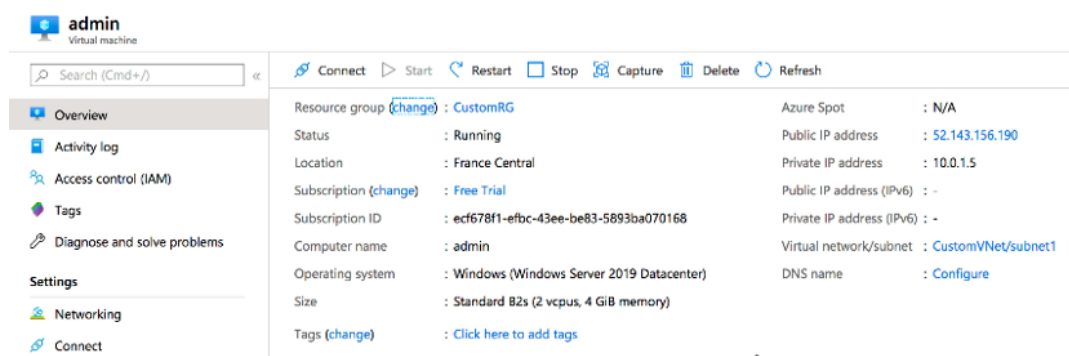 admin
Virtual machine
Search (Cmd+/)
«
Overview
Activity log
Access control (IAM)
Tags
Diagnose and solve problems
Settings
Networking
Connect
Connect Start Restart Stop Capture Delete Refresh
Resource group (change) : CustomRG
Status : Running
Location : France Central
Subscription (change) : Free Trial
Subscription ID : ecf678f1-efbc-43ee-be83-5893ba070168
Computer name : admin
Operating system : Windows (Windows Server 2019 Datacenter)
Size : Standard B2s (2 vcpus, 4 GiB memory)
Tags (change) : Click here to add tags
Azure Spot : N/A
Public IP address : 52.143.156.190
Private IP address : 10.0.1.5
Public IP address (IPv6) : -
Private IP address (IPv6) : -
Virtual network/subnet : CustomVNet/subnet1
DNS name : Configure